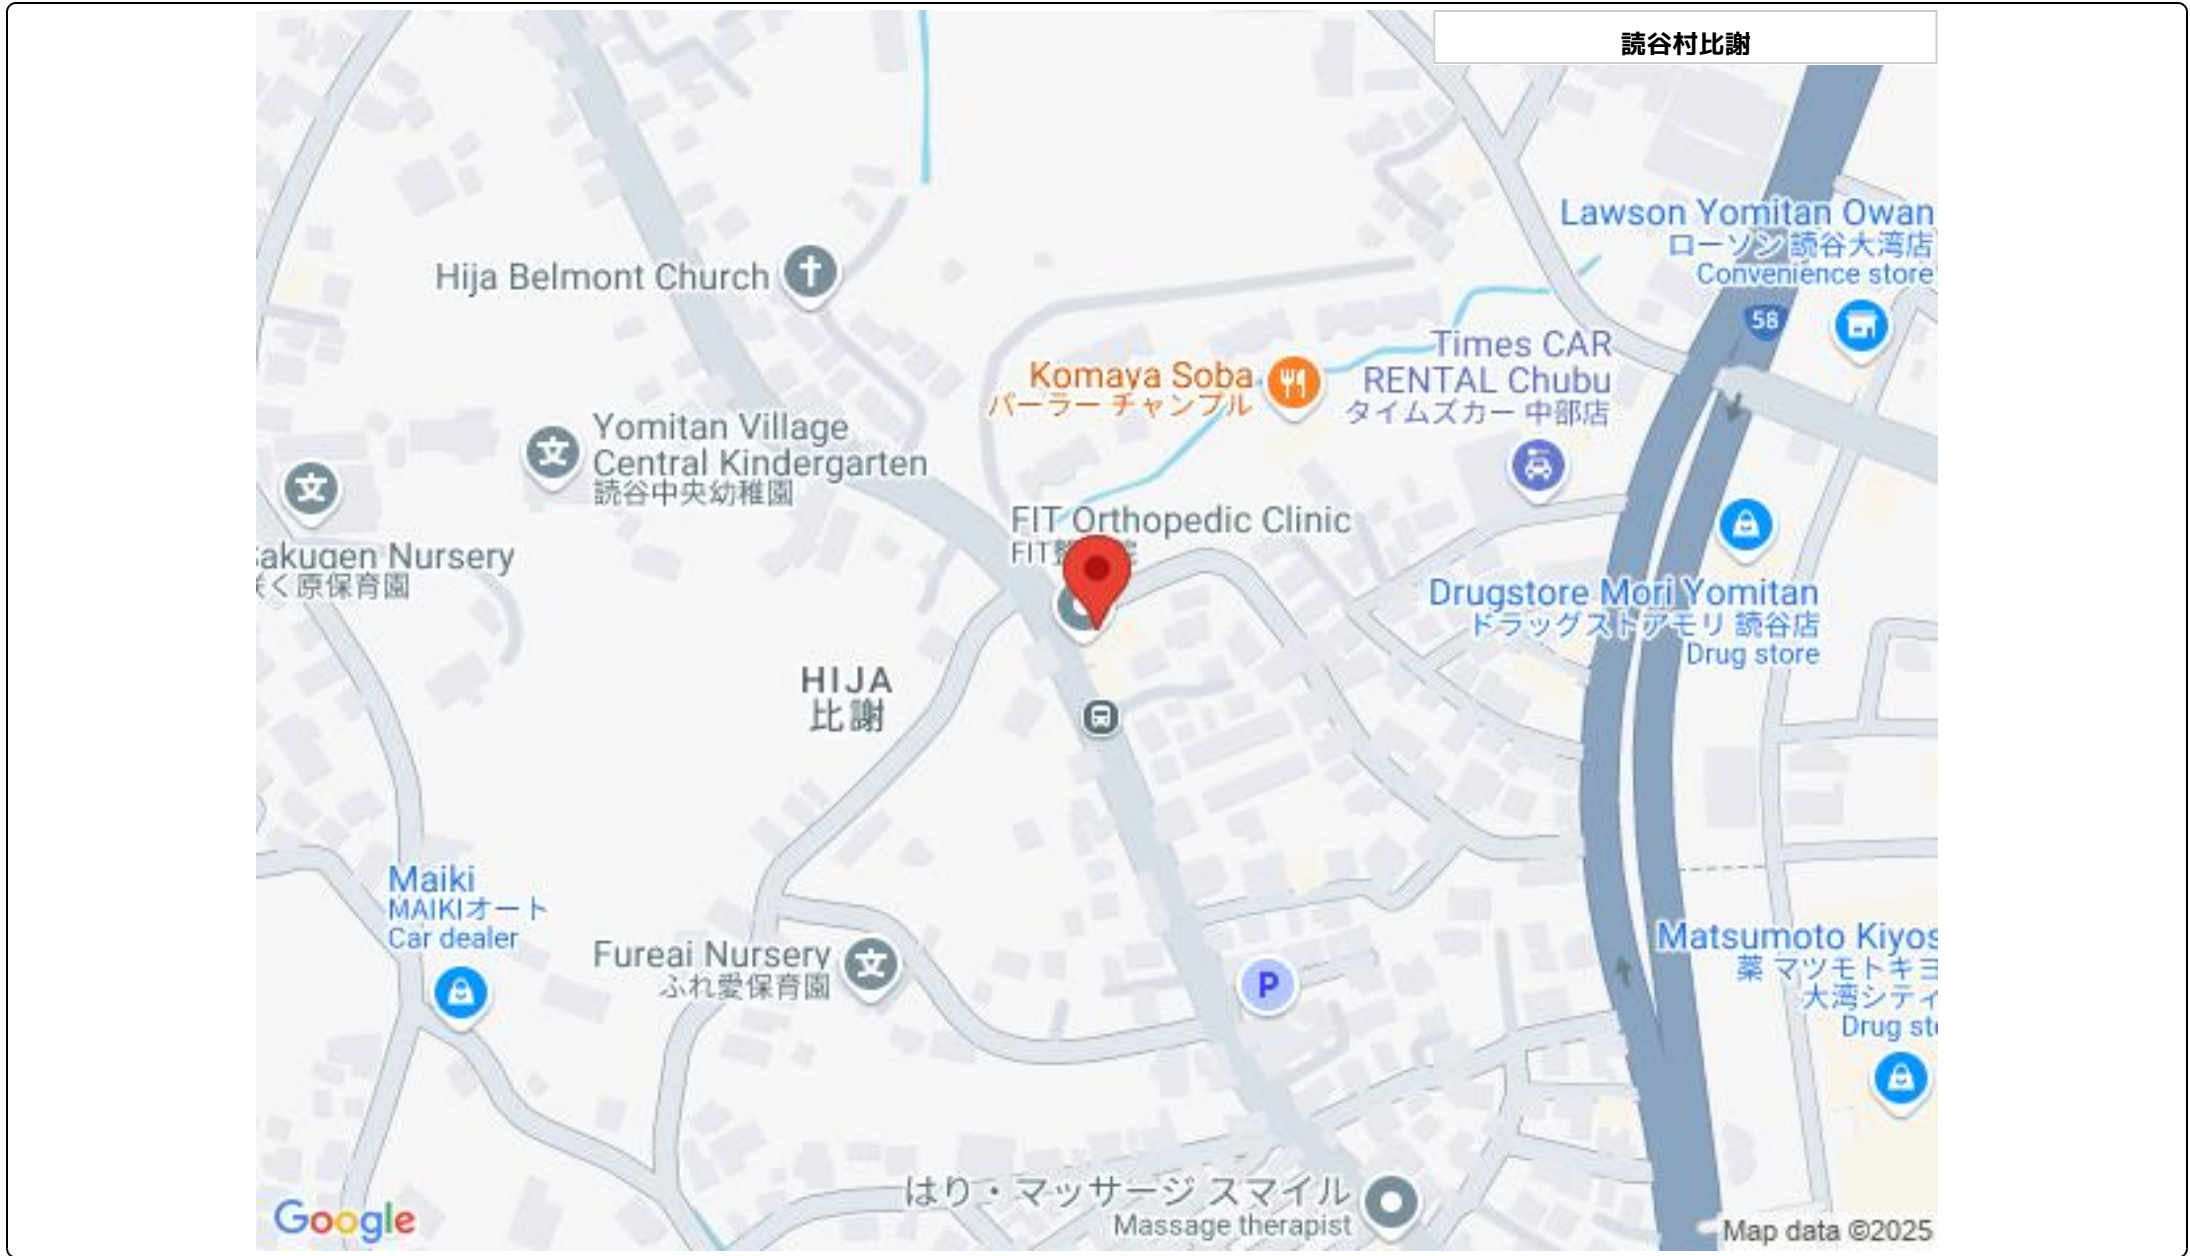 読谷村比謝
Lawson Yomitan Owan
ローソン 読谷大湾店
Convenience store
58
Hija Belmont Church
Times CAR
RENTAL Chubu
タイムズカー 中部店
Komaya Soba
パーラー チャンプル
Yomitan Village
Central Kindergarten
読谷中央幼稚園
FIT Orthopedic Clinic
akugen Nursery
く原保育園
Drugstore Mori Yomitan
ドラッグストアモリ 読谷店
Drug store
HIJA
比謝
Maiki
MAIKIオート
Car dealer
Fureai Nursery
ふれ愛保育園
P
Matsumoto Kiyos
薬 マツモトキヨ
大湾シティ
Drug st
はり・マッサージ スマイル
Massage therapist
Google
Map data ©2025